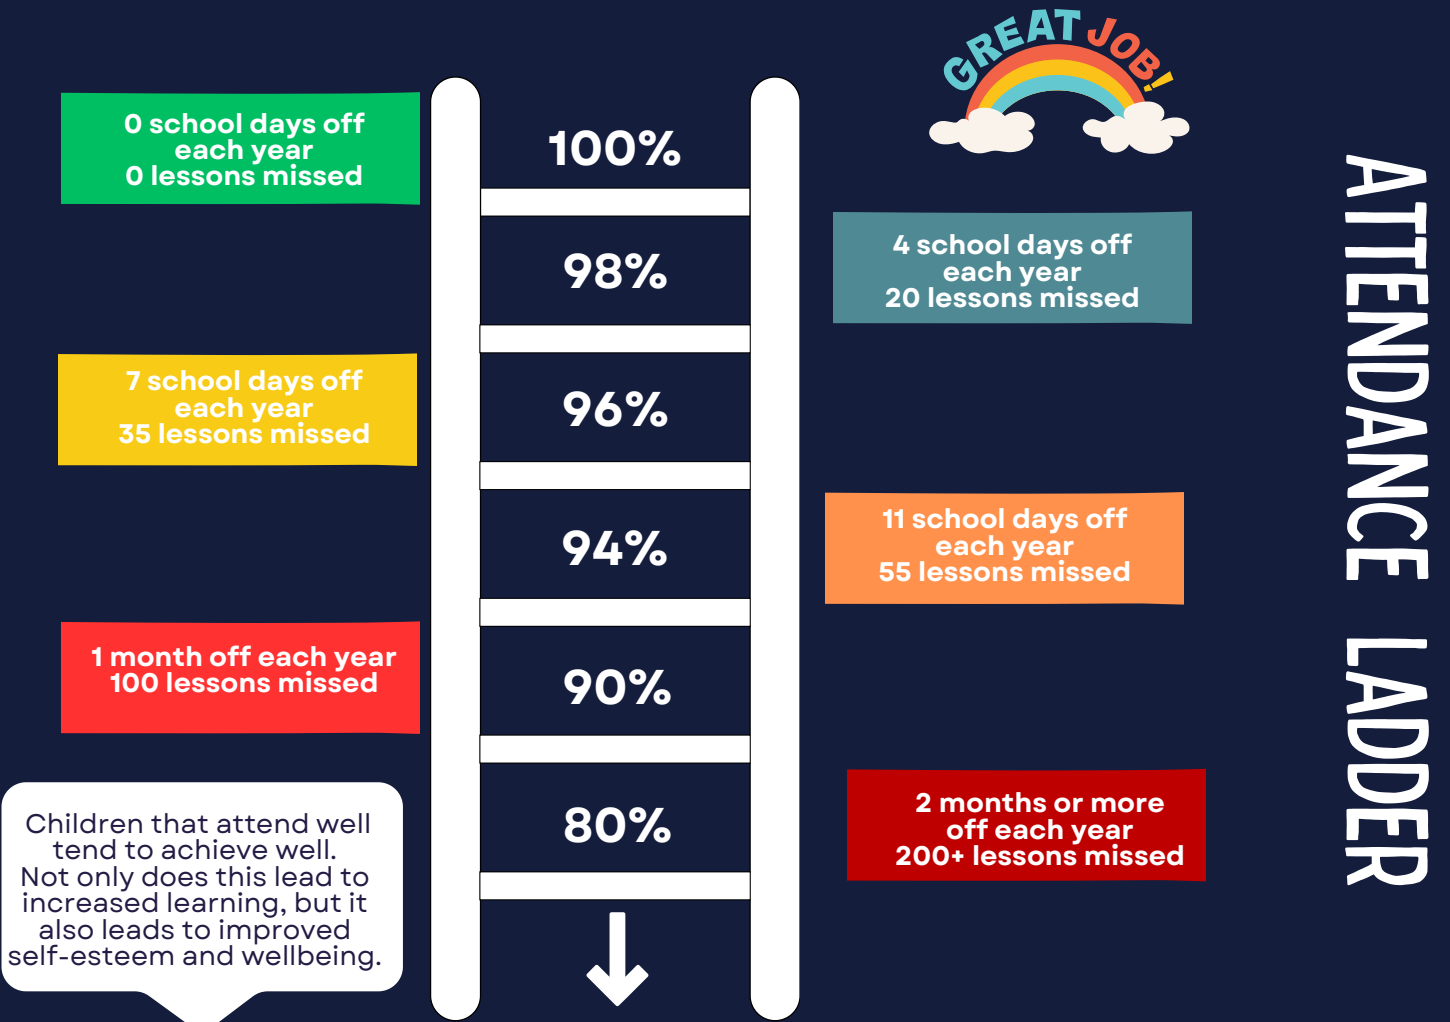 GREAT JOB!
0 school days off
each year
0 lessons missed
100%
98%
4 school days off
each year
20 lessons missed
7 school days off
each year
35 lessons missed
96%
94%
11 school days off
each year
55 lessons missed
1 month off each year
100 lessons missed
90%
80%
2 months or more
off each year
200+ lessons missed
Children that attend well
tend to achieve well.
Not only does this lead to
increased learning, but it
also leads to improved
self-esteem and wellbeing.
ATTENDANCE LADDER